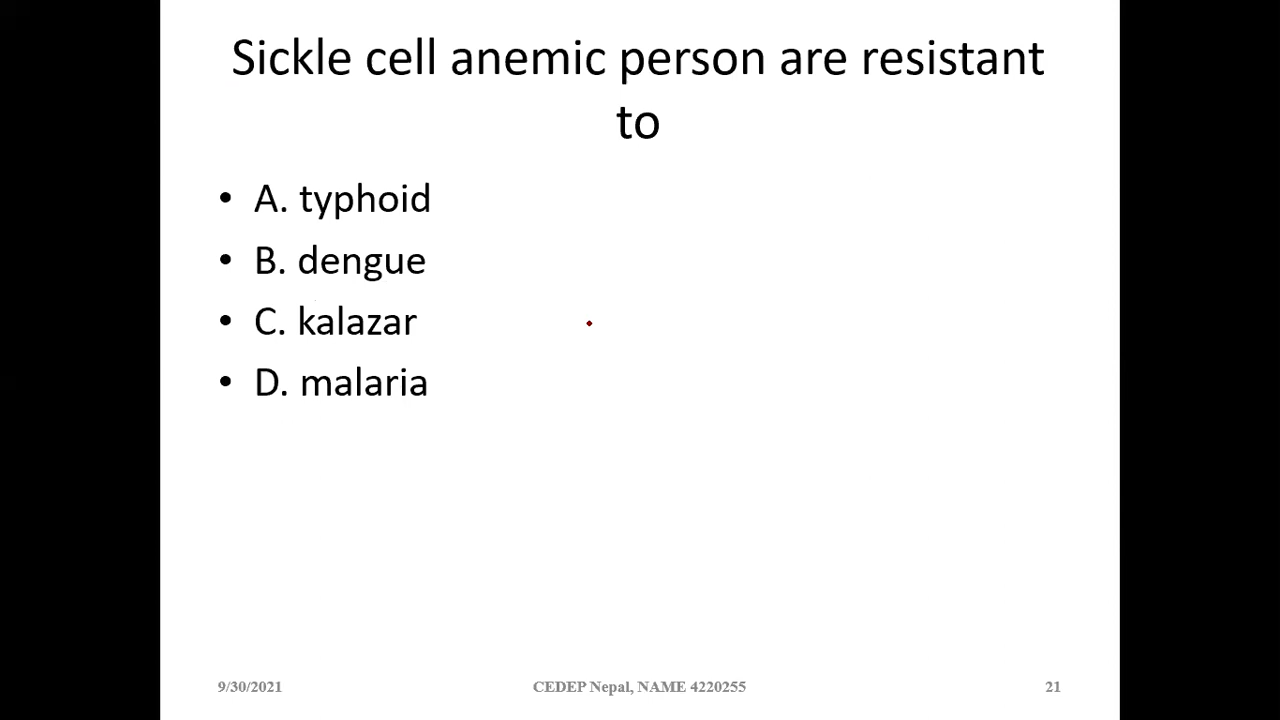 Sickle cell anemic person are resistant
to
• A. typhoid
• B. dengue
• C. kalazar
• D. malaria
9/30/2021 CEDEP Nepal, NAME 4220255 21